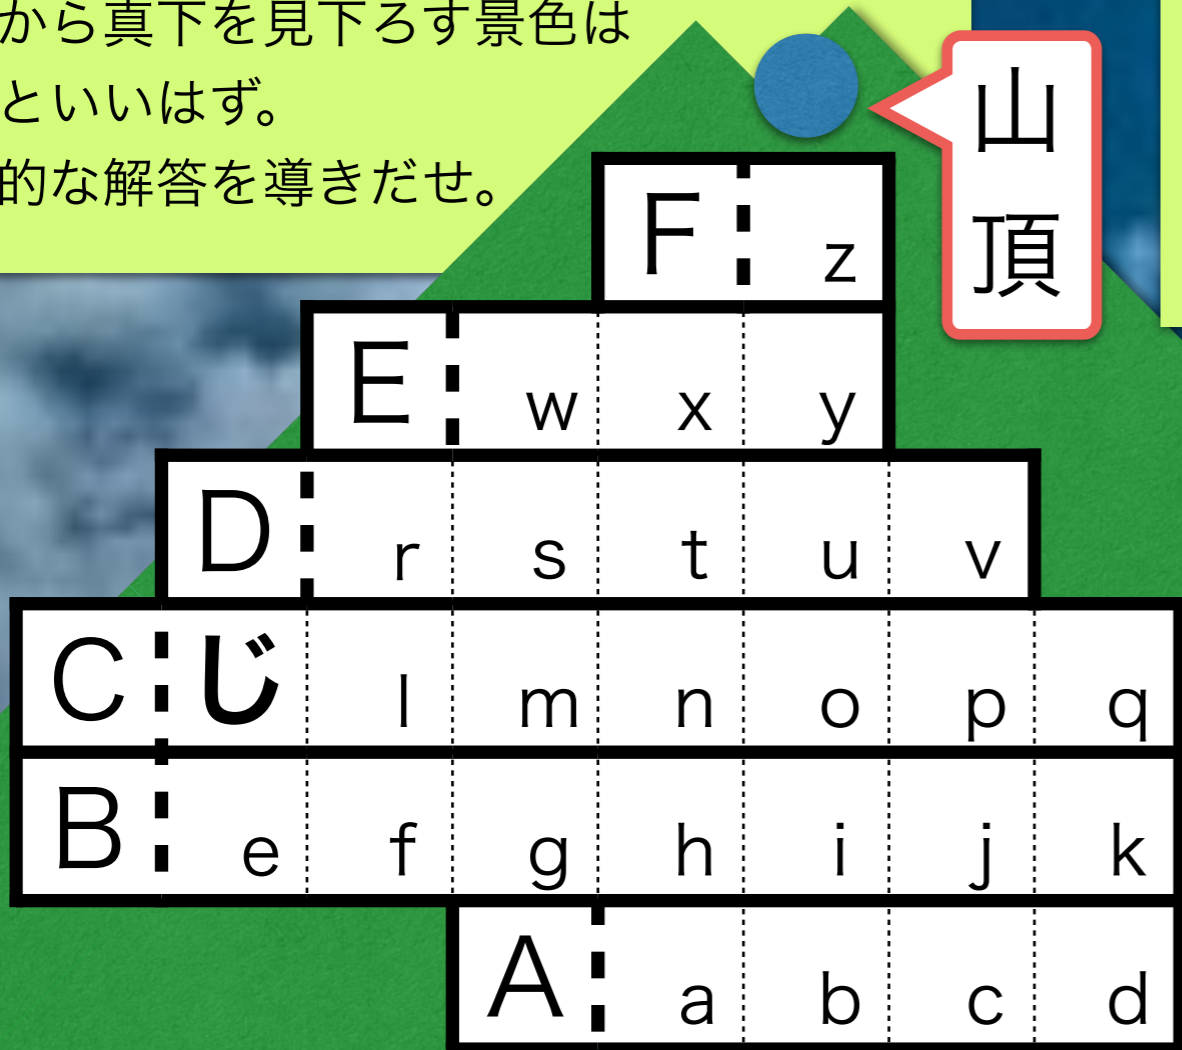 から真下を見下ろす景色は
といいはず。
的な解答を導きだせ。
山頂
F z
E w x y
D r s t u v
C じ l m n o p q
B e f g h i j k
A a b c d